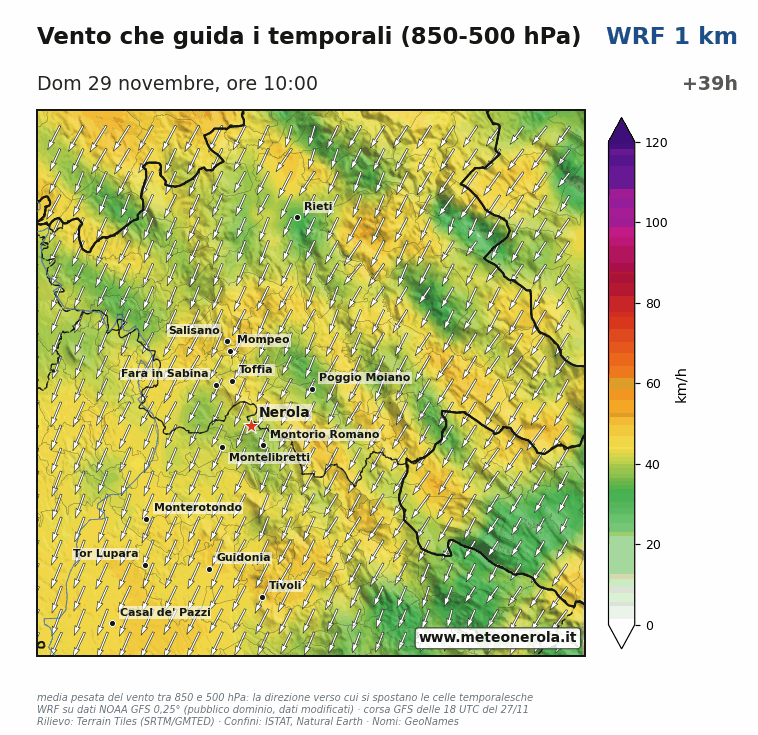 Vento che guida i temporali (850-500 hPa) WRF 1 km
Dom 29 novembre, ore 10:00 +39h
Rieti
Salisano
Mompeo
Fara in Sabina
Toffia
Poggio Moiano
Nerola
Montorio Romano
Montelibretti
Monterotondo
Tor Lupara
Guidonia
Tivoli
Casal de' Pazzi
www.meteonerola.it
120
100
80
60
40
20
0
km/h
media pesata del vento tra 850 e 500 hPa: la direzione verso cui si spostano le celle temporalesche
WRF su dati NOAA GFS 0,25° (pubblico dominio, dati modificati) · corsa GFS delle 18 UTC del 27/11
Rilievo: Terrain Tiles (SRTM/GMTED) · Confini: ISTAT, Natural Earth · Nomi: GeoNames